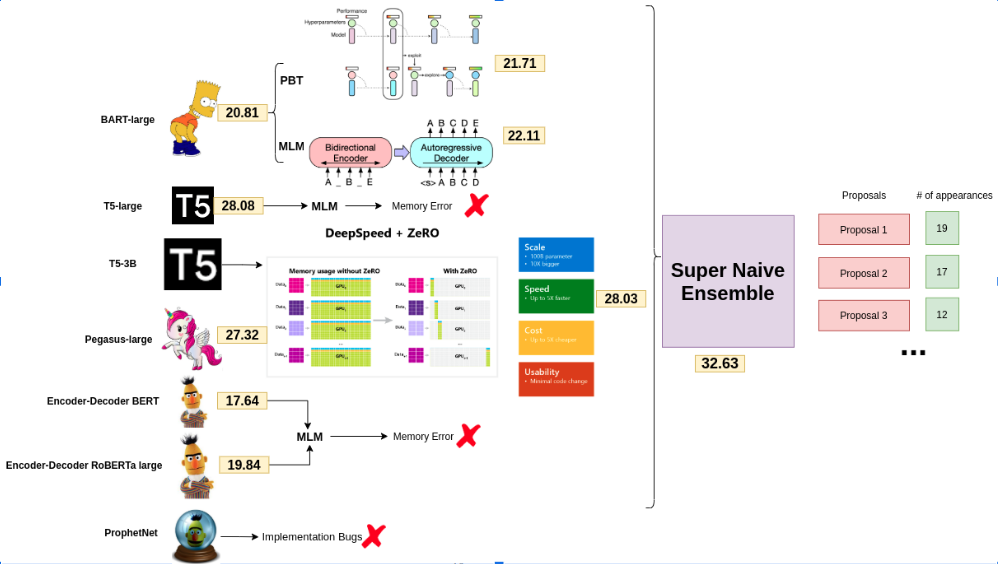 Performance
Hyperparameters
Model
exploit
explore
PBT
21.71
BART-large
20.81
MLM
Bidirectional
Encoder
A _ B _ E
A B C D E
Autoregressive
Decoder
<s> A B C D
22.11
T5-large
T5
28.08
MLM
Memory Error
DeepSpeed + ZeRO
T5-3B
T5
Memory usage without ZeRO
With ZeRO
Scale
• 100B parameter
• 10X bigger
Speed
• Up to 5X faster
Cost
• Up to 5X cheaper
Usability
• Minimal code change
28.03
Pegasus-large
27.32
Encoder-Decoder BERT
17.64
MLM
Memory Error
Encoder-Decoder RoBERTa large
19.84
ProphetNet
Implementation Bugs
Super Naive
Ensemble
32.63
Proposals
# of appearances
Proposal 1
19
Proposal 2
17
Proposal 3
12
...